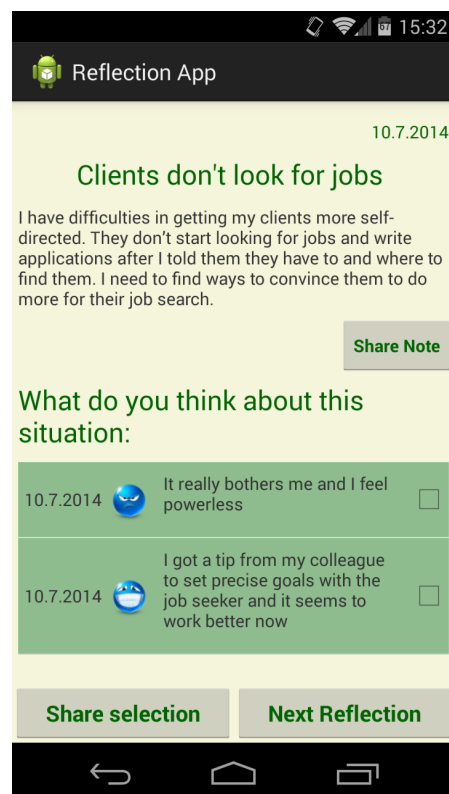 15:32
Reflection App
10.7.2014
Clients don't look for jobs
I have difficulties in getting my clients more self-
directed. They don’t start looking for jobs and write
applications after I told them they have to and where to
find them. I need to find ways to convince them to do
more for their job search.
Share Note
What do you think about this
situation:
10.7.2014
It really bothers me and I feel
powerless
10.7.2014
I got a tip from my colleague
to set precise goals with the
job seeker and it seems to
work better now
Share selection
Next Reflection